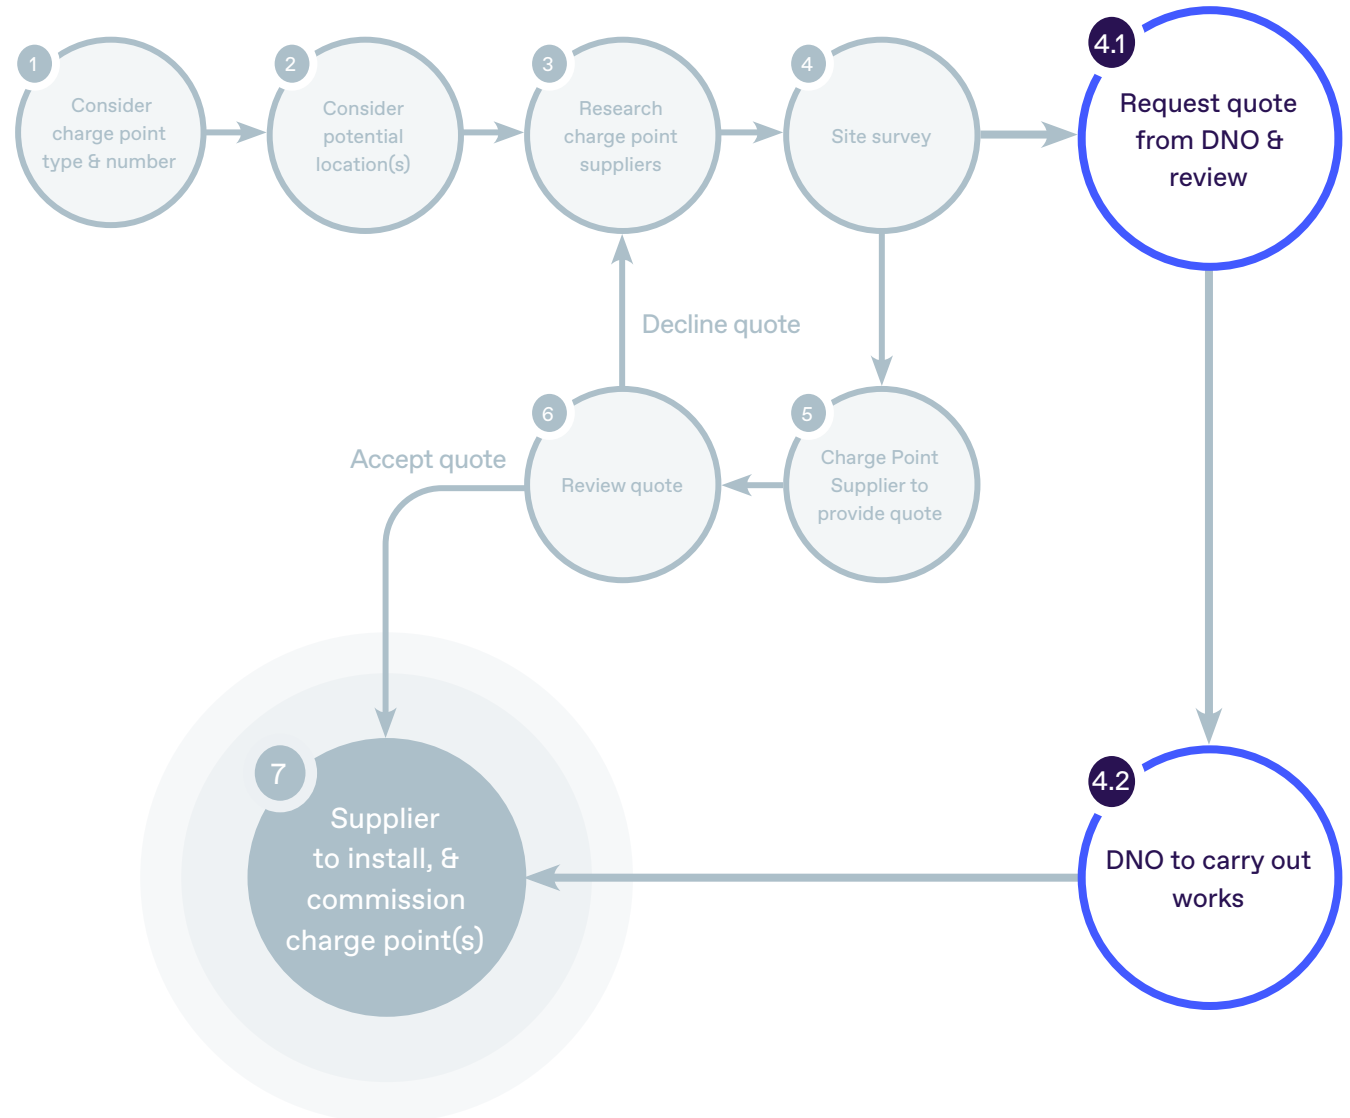 1
Consider
charge point
type & number
2
Consider
potential
location(s)
3
Research
charge point
suppliers
4
Site survey
4.1
Request quote
from DNO &
review
Decline quote
Accept quote
6
Review quote
5
Charge Point
Supplier to
provide quote
7
Supplier
to install, &
commission
charge point(s)
4.2
DNO to carry out
works